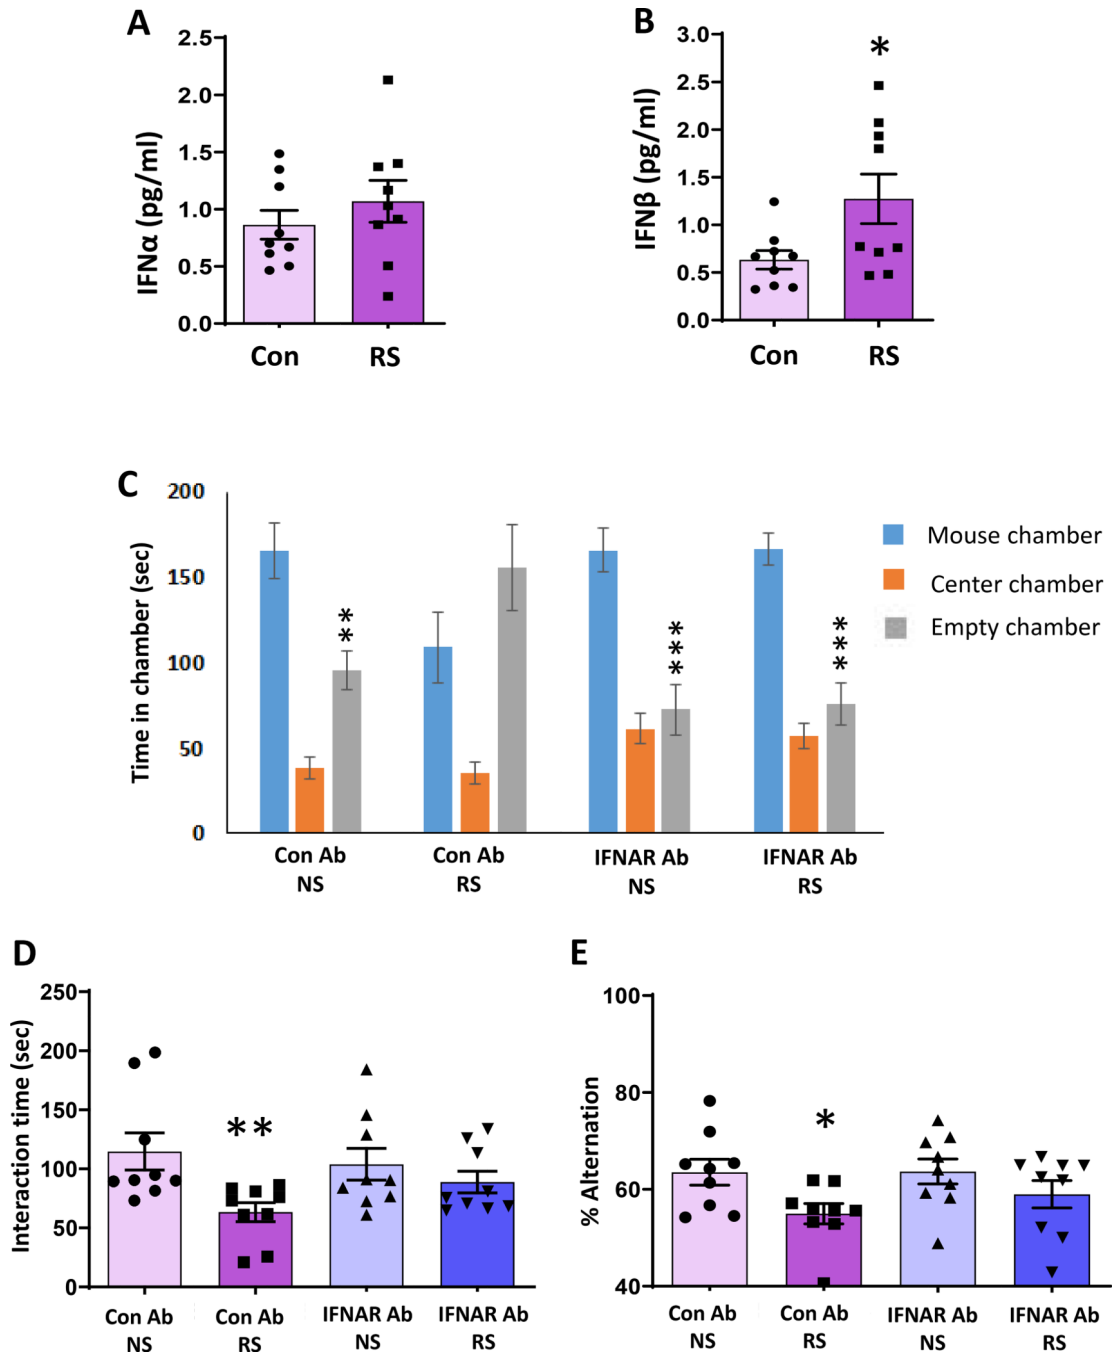 A
IFNα (pg/ml)
2.5
2.0
1.5
1.0
0.5
0.0
Con
RS
B
IFNβ (pg/ml)
3.0
2.5
2.0
1.5
1.0
0.5
0.0
*
Con
RS
C
Time in chamber (sec)
200
150
100
50
0
**
***
***
Con Ab
NS
Con Ab
RS
IFNAR Ab
NS
IFNAR Ab
RS
Mouse chamber
Center chamber
Empty chamber
D
Interaction time (sec)
250
200
150
100
50
0
**
Con Ab
NS
Con Ab
RS
IFNAR Ab
NS
IFNAR Ab
RS
E
% Alternation
100
80
60
40
*
Con Ab
NS
Con Ab
RS
IFNAR Ab
NS
IFNAR Ab
RS